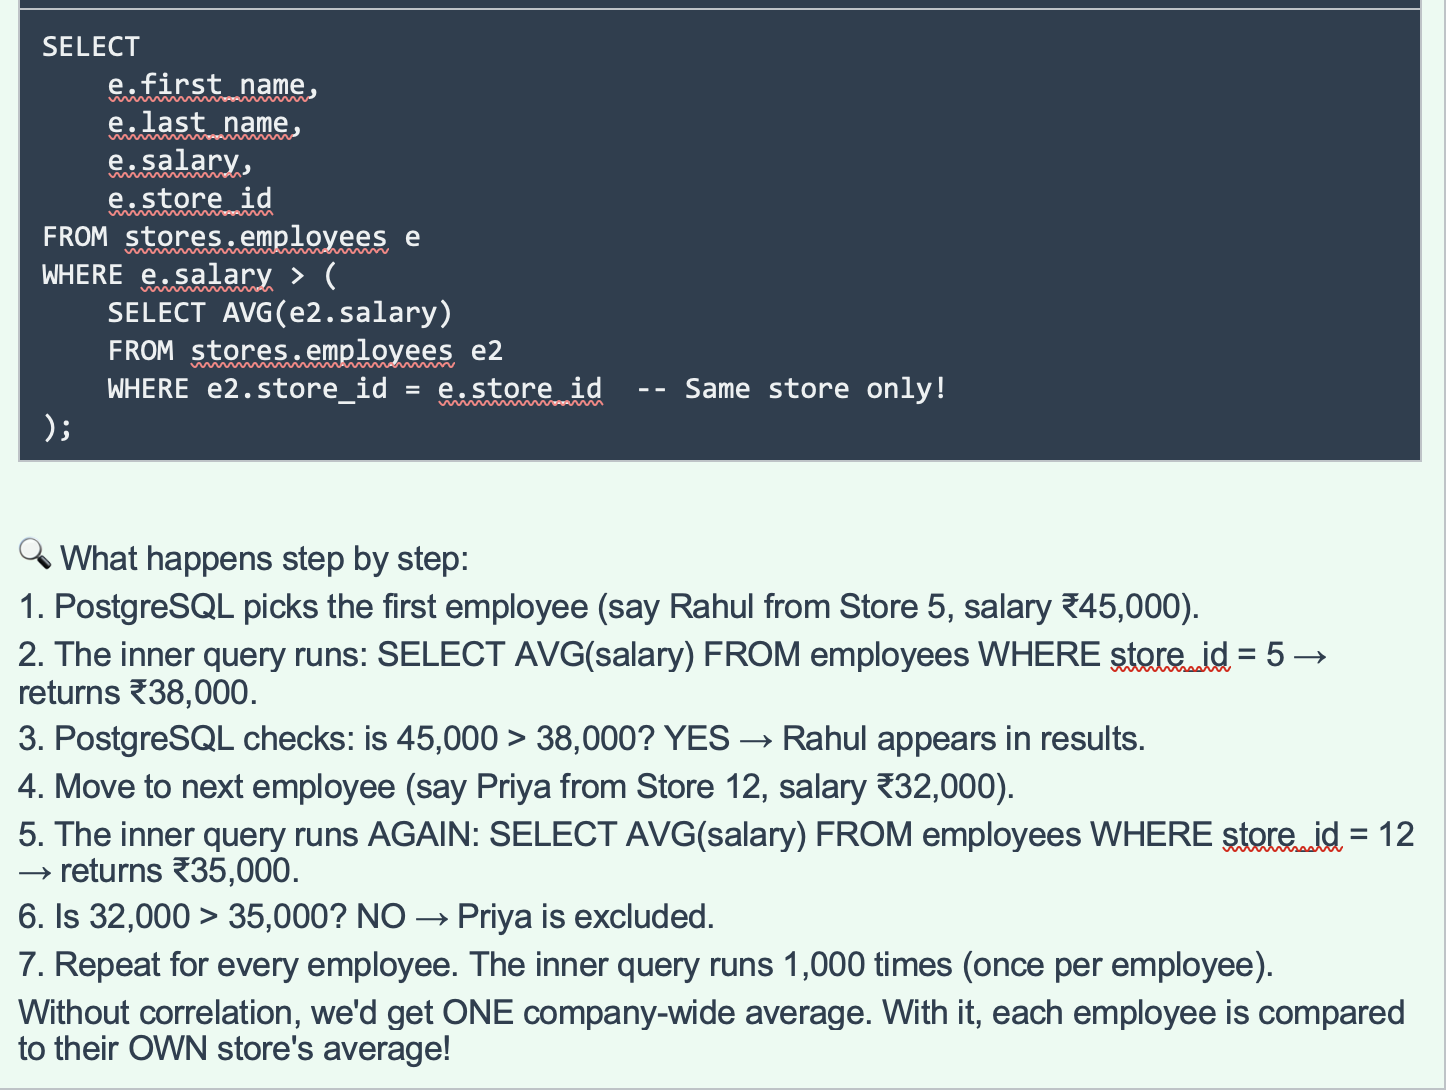 SELECT
    e.first_name,
    e.last_name,
    e.salary,
    e.store_id
FROM stores.employees e
WHERE e.salary > (
    SELECT AVG(e2.salary)
    FROM stores.employees e2
    WHERE e2.store_id = e.store_id  -- Same store only!
);
🔍 What happens step by step:
1. PostgreSQL picks the first employee (say Rahul from Store 5, salary ₹45,000).
2. The inner query runs: SELECT AVG(salary) FROM employees WHERE store_id = 5 →
returns ₹38,000.
3. PostgreSQL checks: is 45,000 > 38,000? YES → Rahul appears in results.
4. Move to next employee (say Priya from Store 12, salary ₹32,000).
5. The inner query runs AGAIN: SELECT AVG(salary) FROM employees WHERE store_id = 12
→ returns ₹35,000.
6. Is 32,000 > 35,000? NO → Priya is excluded.
7. Repeat for every employee. The inner query runs 1,000 times (once per employee).
Without correlation, we'd get ONE company-wide average. With it, each employee is compared
to their OWN store's average!